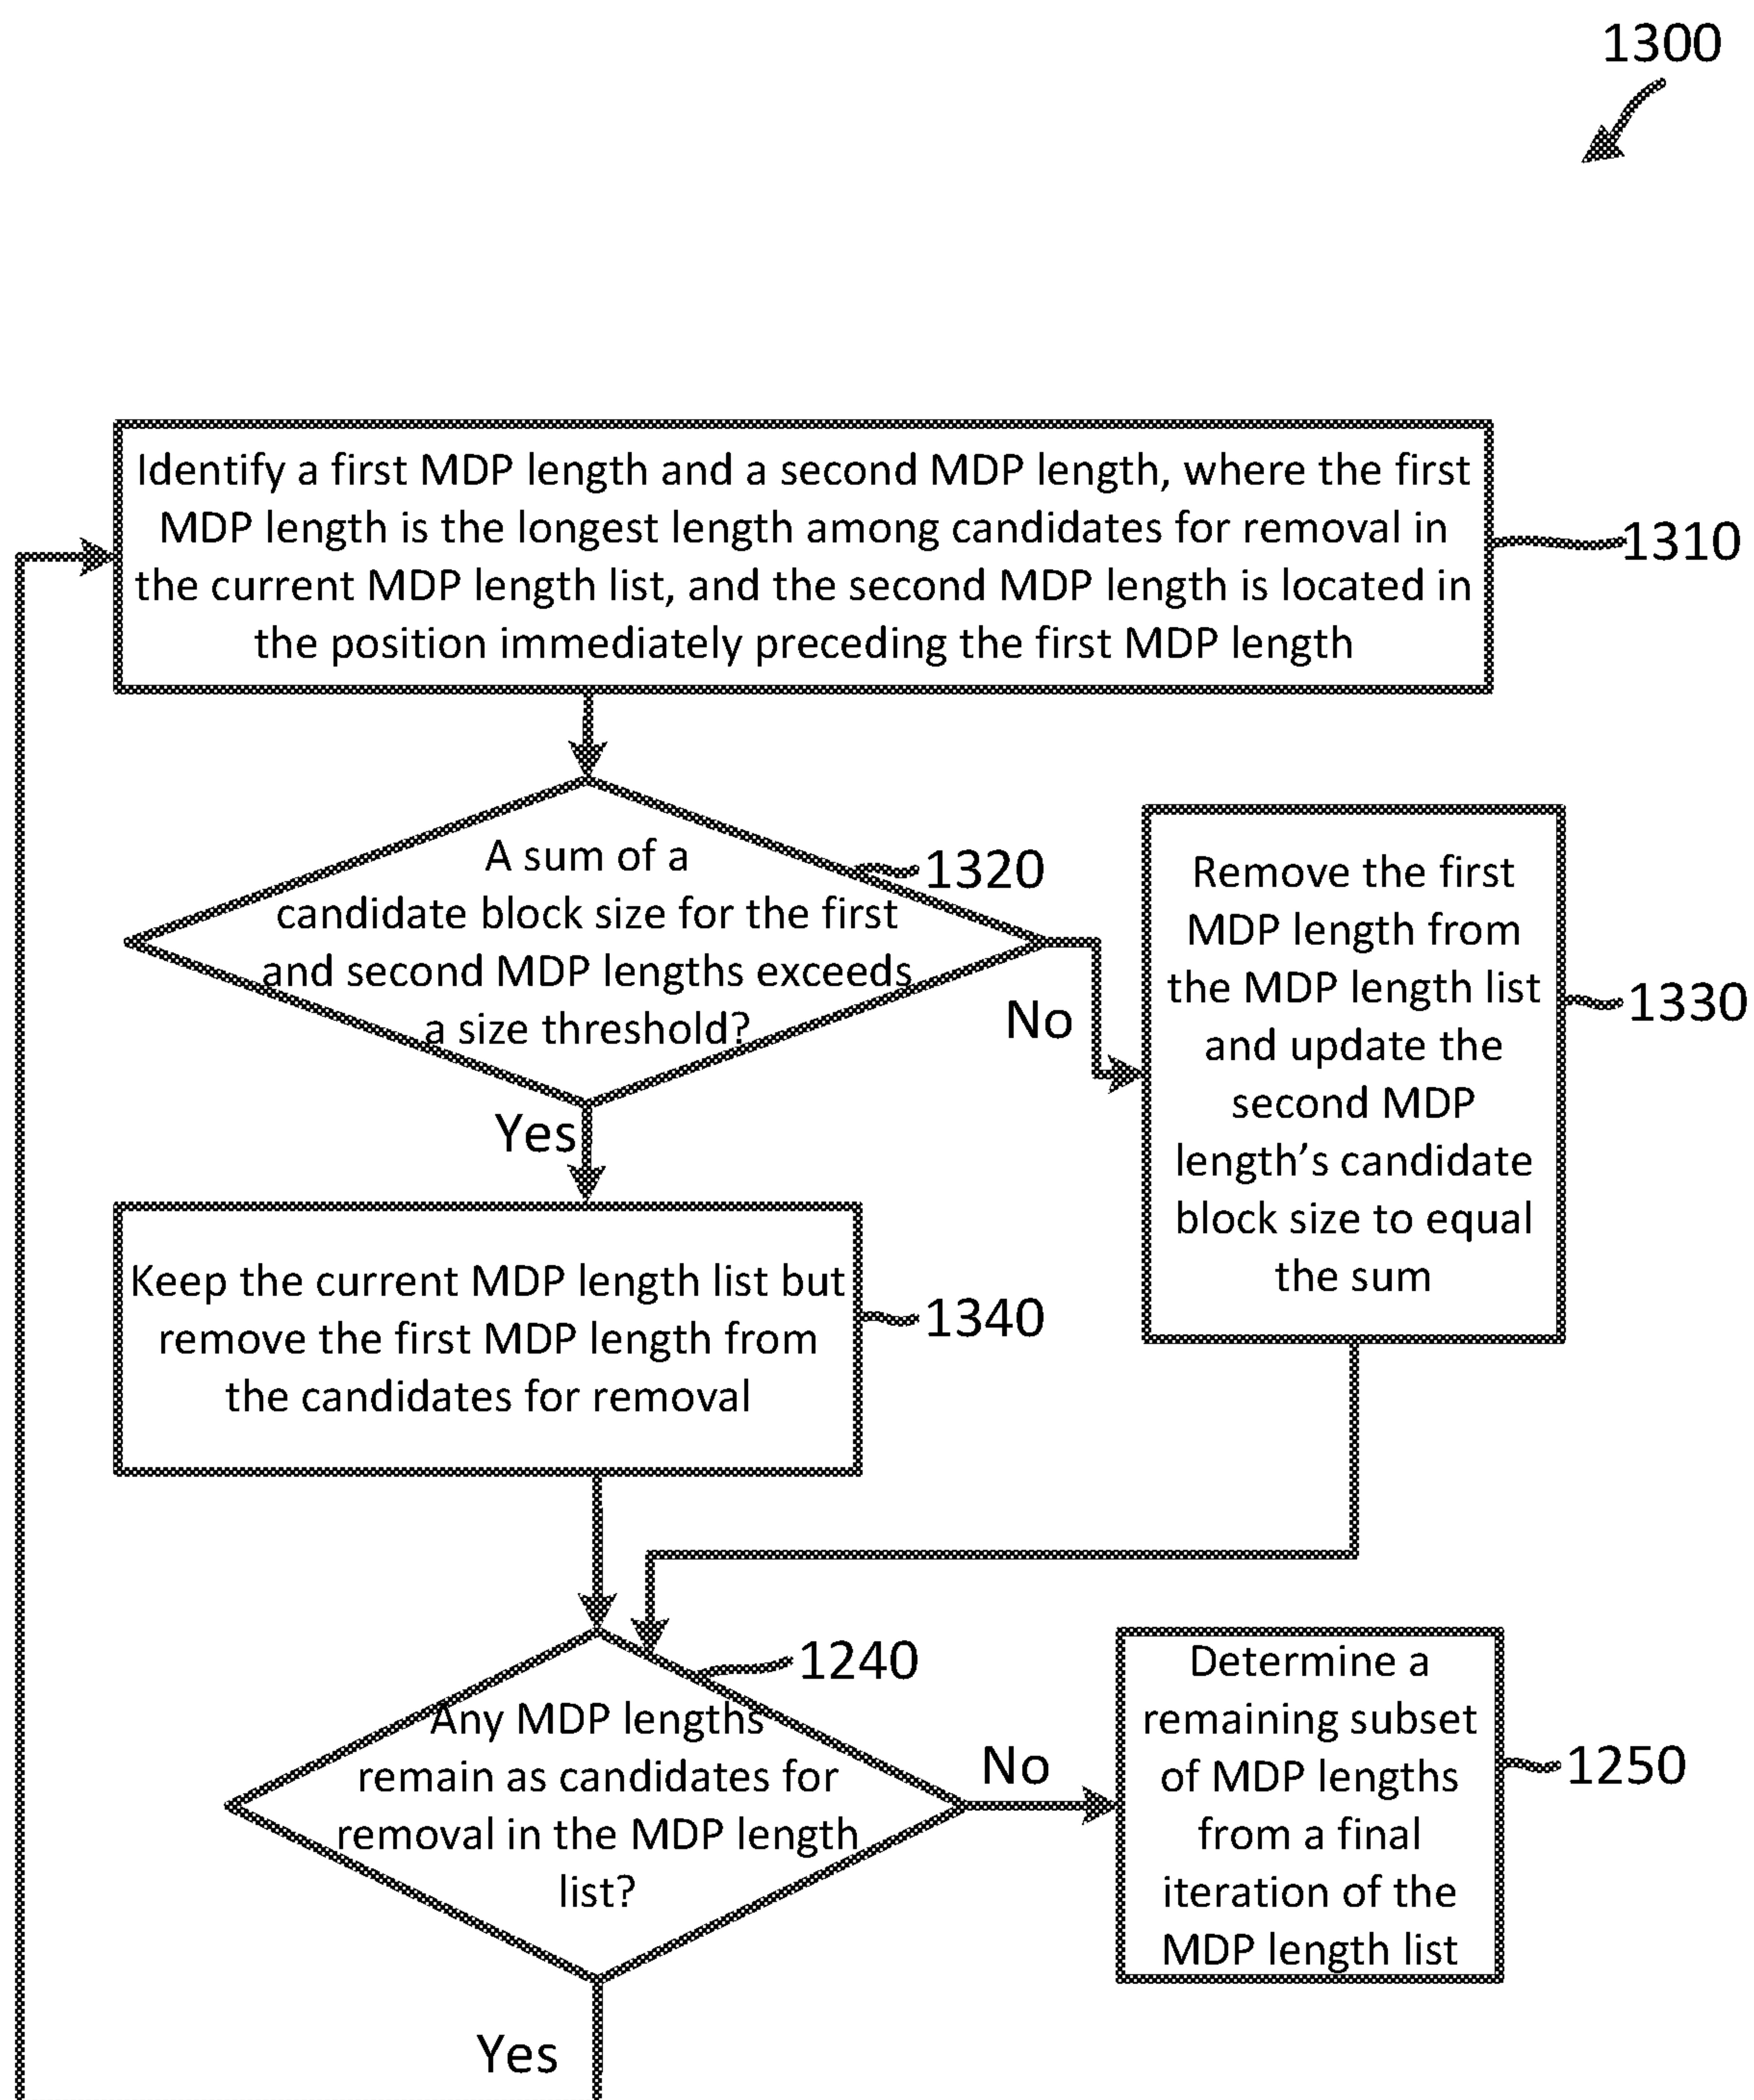 1300
Identify a first MDP length and a second MDP length, where the first
MDP length is the longest length among candidates for removal in
the current MDP length list, and the second MDP length is located in
the position immediately preceding the first MDP length
1310
A sum of a
candidate block size for the first
and second MDP lengths exceeds
a size threshold?
1320
No
Yes
Remove the first
MDP length from
the MDP length list
and update the
second MDP
length’s candidate
block size to equal
the sum
1330
Keep the current MDP length list but
remove the first MDP length from
the candidates for removal
1340
Any MDP lengths
remain as candidates for
removal in the MDP length
list?
1240
No
Yes
Determine a
remaining subset
of MDP lengths
from a final
iteration of the
MDP length list
1250